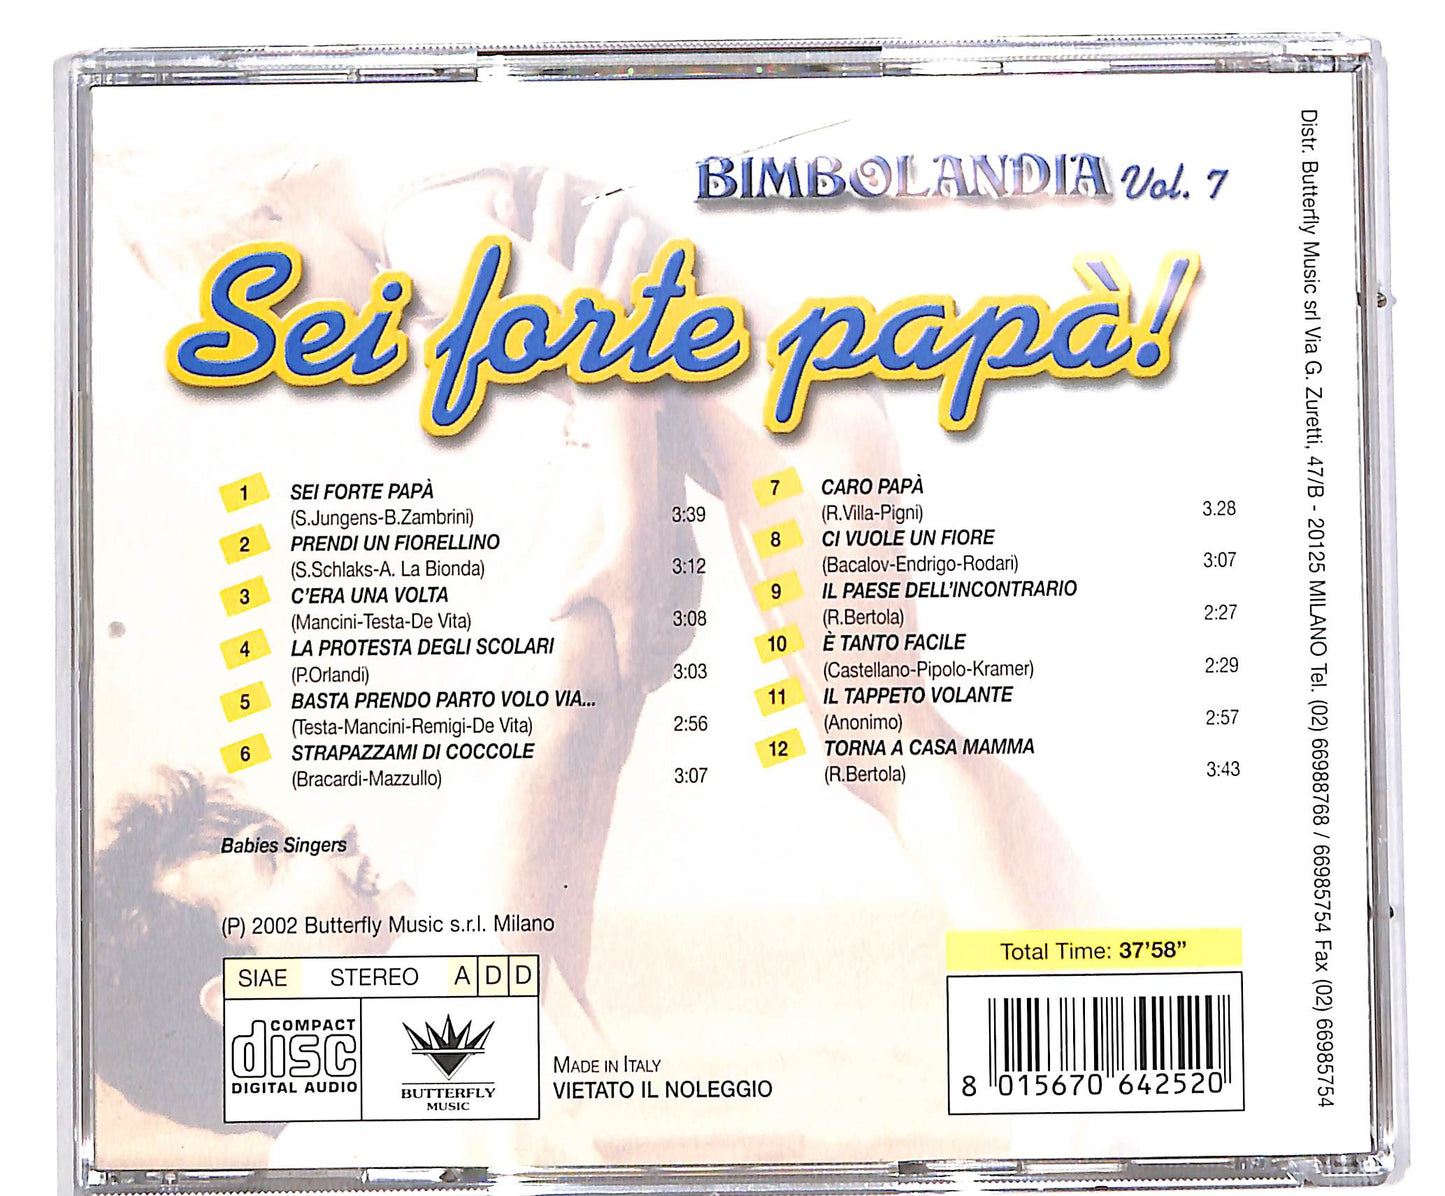 BIMBOLANDIA Vol. 7
Sei forte papà!
1 SEI FORTE PAPÀ
(S.Jungens-B.Zambrini) 3:39
2 PRENDI UN FIORELLINO
(S.Schlaks-A. La Bionda) 3:12
3 C'ERA UNA VOLTA
(Mancini-Testa-De Vita) 3:08
4 LA PROTESTA DEGLI SCOLARI
(P.Orlandi) 3:03
5 BASTA PRENDO PARTO VOLO VIA...
(Testa-Mancini-Remigi-De Vita) 2:56
6 STRAPAZZAMI DI COCCOLE
(Bracardi-Mazzullo) 3:07
7 CARO PAPÀ
(R.Villa-Pigni) 3.28
8 CI VUOLE UN FIORE
(Bacalov-Endrigo-Rodari) 3:07
9 IL PAESE DELL'INCONTRARIO
(R.Bertola) 2:27
10 È TANTO FACILE
(Castellano-Pipolo-Kramer) 2:29
11 IL TAPPETO VOLANTE
(Anonimo) 2:57
12 TORNA A CASA MAMMA
(R.Bertola) 3:43
Babies Singers
(P) 2002 Butterfly Music s.r.l. Milano
SIAE STEREO A D D
COMPACT
disc
DIGITAL AUDIO
BUTTERFLY
MUSIC
MADE IN ITALY
VIETATO IL NOLEGGIO
Total Time: 37'58"
8 015670 642520
Distr. Butterfly Music srl Via G. Zuretti, 47/B - 20125 MILANO Tel. (02) 66988768 / 66985754 Fax (02) 66985754